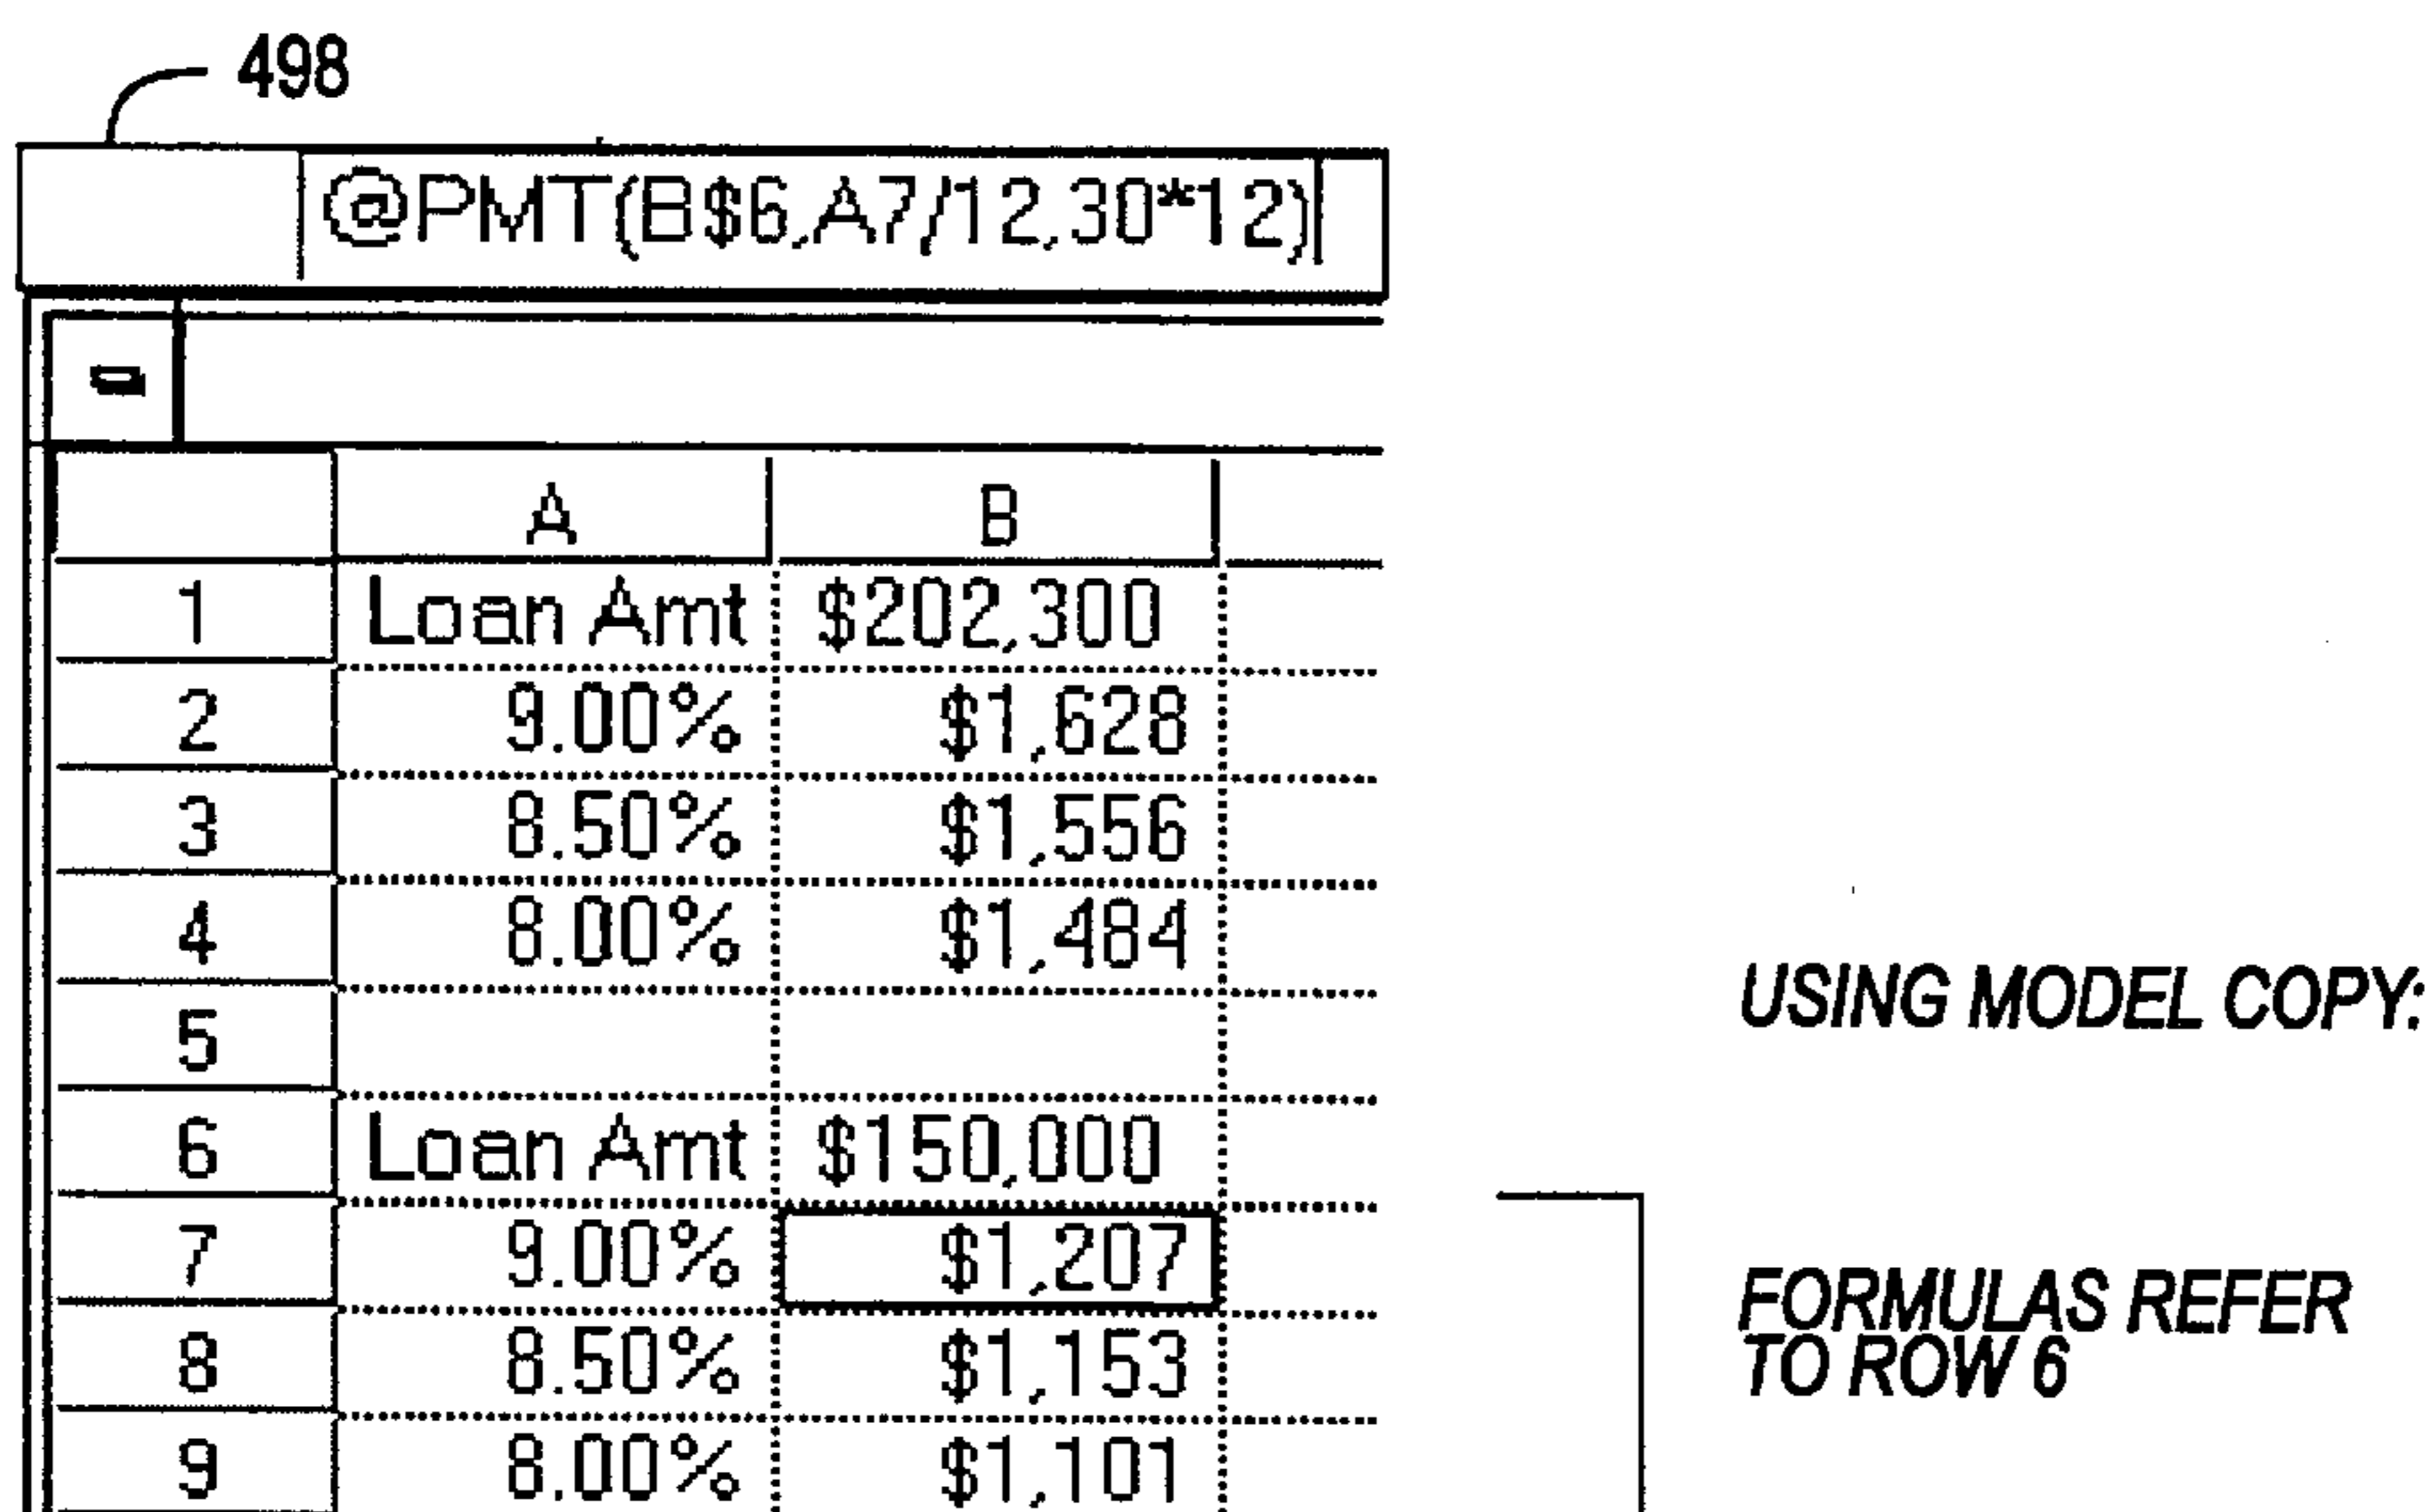 498
@PMT(B$6,A7/12,30*12)
A B
1 Loan Amt $202,300
2 9.00% $1,628
3 8.50% $1,556
4 8.00% $1,484
5
USING MODEL COPY:
6 Loan Amt $150,000
7 9.00% $1,207
FORMULAS REFER
TO ROW 6
8 8.50% $1,153
9 8.00% $1,101